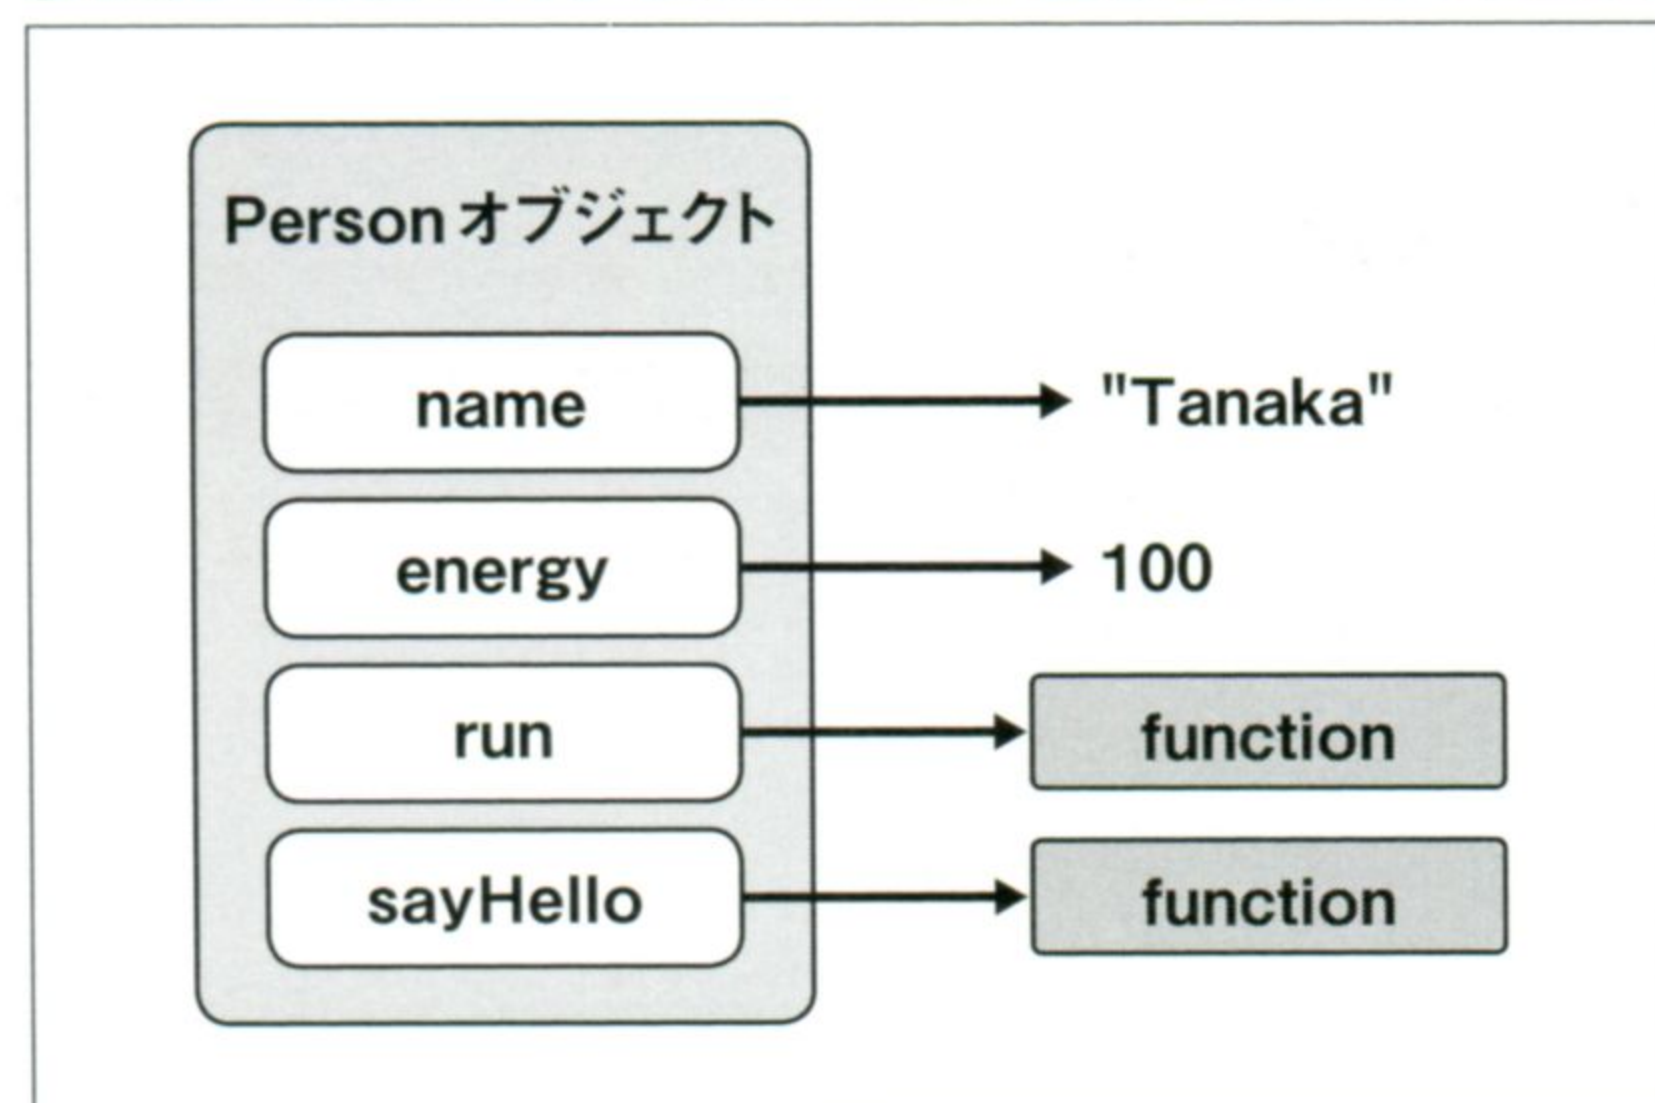 Personオブジェクト
name "Tanaka"
energy 100
run function
sayHello function